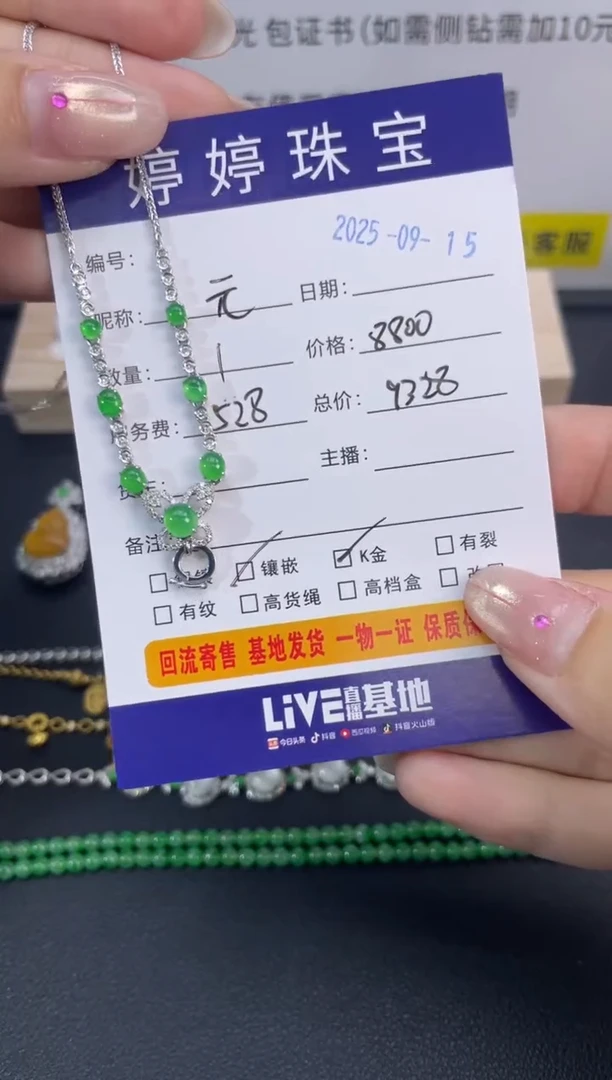 光 包证书(如需侧钻需加10元
客服
婷婷珠宝
2025-09-15
编号:
昵称: 元 日期:
数量: 1 价格: 8800
服务费: 528 总价: 9328
主播:
备注
镶嵌 K金 有裂
有纹 高货绳 高档盒
回流寄售 基地发货 一物一证 保质保
LiVE直播基地
今日头条 抖音 西瓜视频 抖音火山版